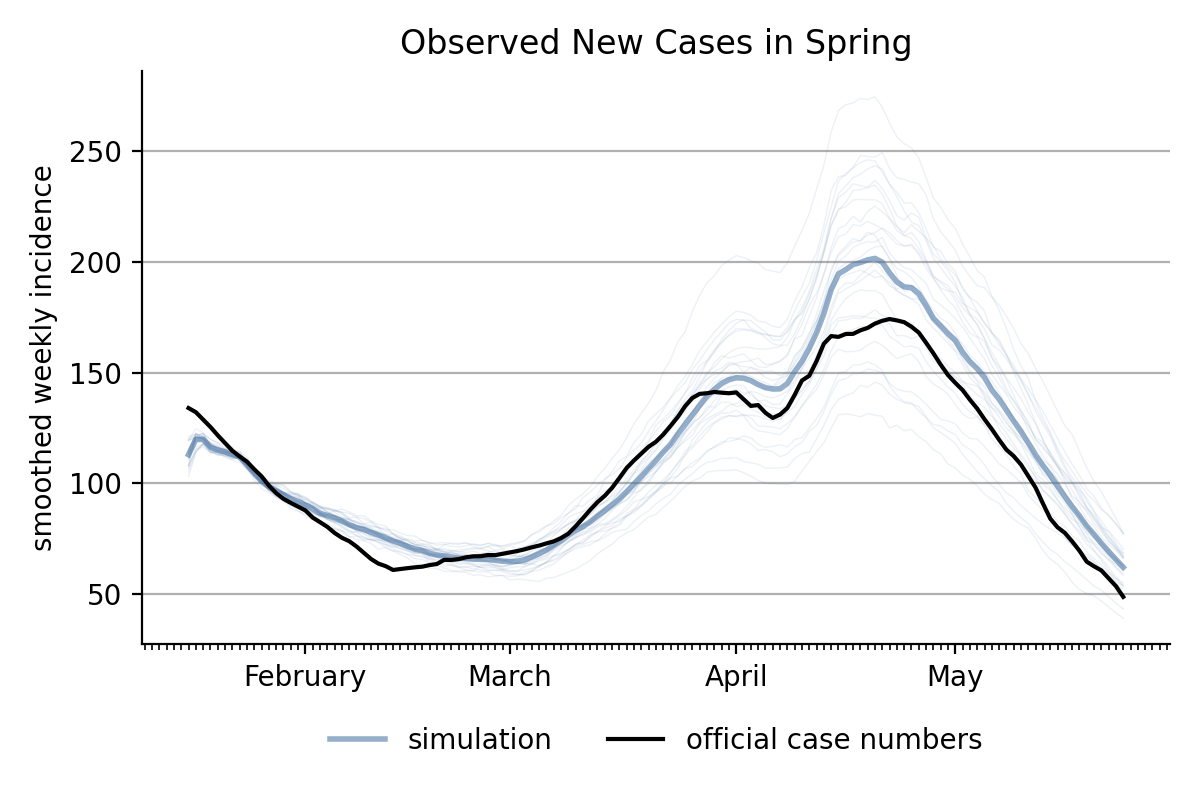 Observed New Cases in Spring
smoothed weekly incidence
250
200
150
100
50
February March April May
simulation official case numbers